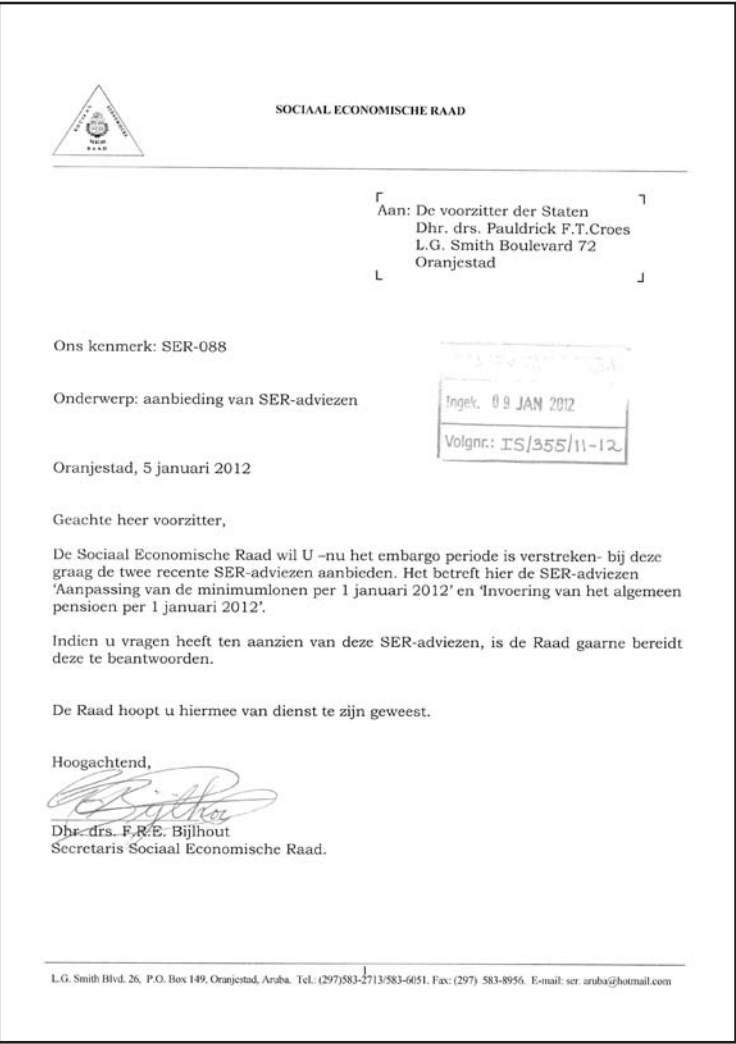 SOCIAAL ECONOMISCHE RAAD
Aan: De voorzitter der Staten
Dhr. drs. Pauldrick F.T.Croes
L.G. Smith Boulevard 72
Oranjestad
Ons kenmerk: SER-088
Onderwerp: aanbieding van SER-adviezen
Ingek. 09 JAN 2012
Volgnr.: IS/355/11-12
Oranjestad, 5 januari 2012
Geachte heer voorzitter,
De Sociaal Economische Raad wil U –nu het embargo periode is verstreken- bij deze
graag de twee recente SER-adviezen aanbieden. Het betreft hier de SER-adviezen
‘Aanpassing van de minimumlonen per 1 januari 2012’ en ‘Invoering van het algemeen
pensioen per 1 januari 2012’.
Indien u vragen heeft ten aanzien van deze SER-adviezen, is de Raad gaarne bereidt
deze te beantwoorden.
De Raad hoopt u hiermee van dienst te zijn geweest.
Hoogachtend,
Dhr. drs. F.R.E. Bijlhout
Secretaris Sociaal Economische Raad.
L.G. Smith Blvd. 26, P.O. Box 149, Oranjestad, Aruba. Tel.: (297)583-2713/583-6051. Fax: (297) 583-8956. E-mail: ser.aruba@hotmail.com